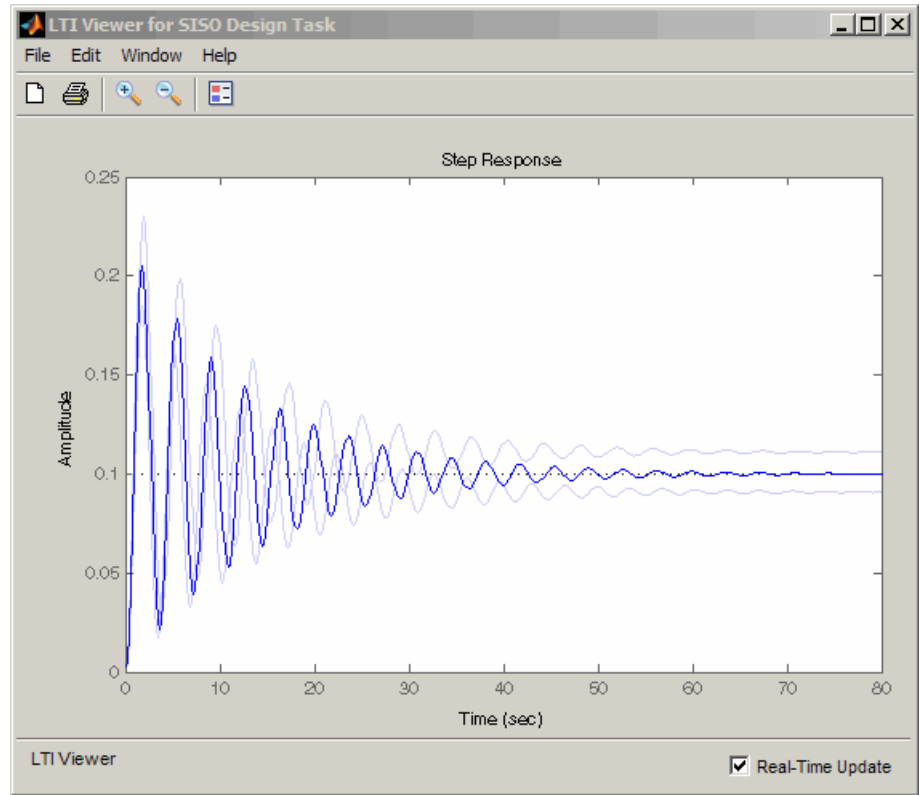 LTI Viewer for SISO Design Task
File Edit Window Help
Step Response
0.25
0.2
0.15
0.1
0.05
0
Amplitude
0 10 20 30 40 50 60 70 80
Time (sec)
LTI Viewer
Real-Time Update